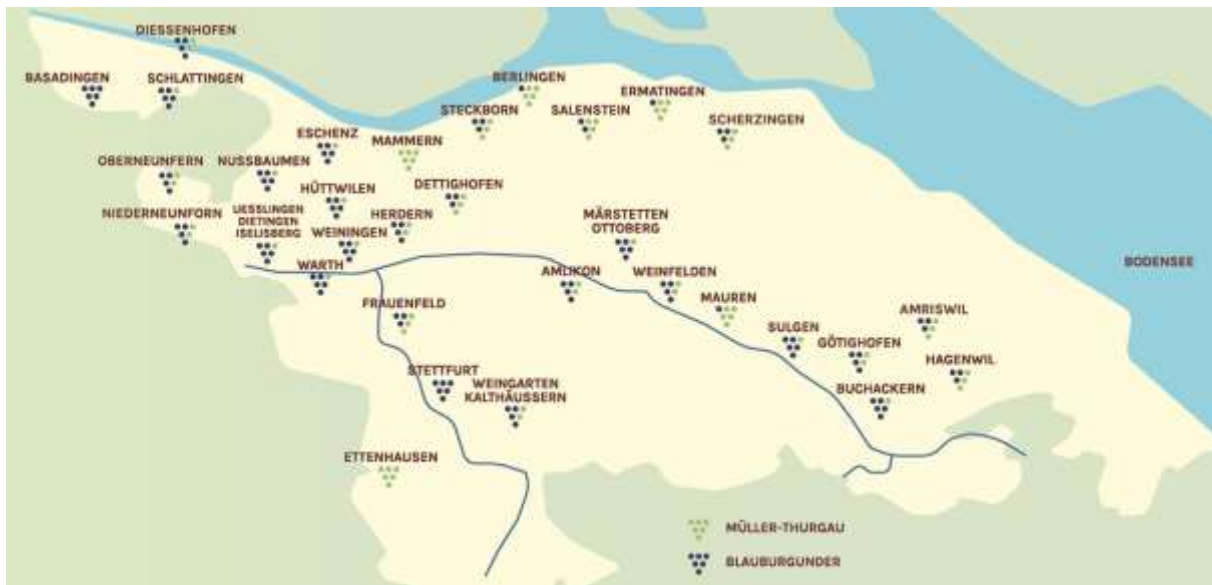 DIESSENHOFEN
BASADINGEN
SCHLATTINGEN
BERLINGEN
ERMATINGEN
STECKBORN
SALENSTEIN
SCHERZINGEN
ESCHENZ
MAMMERN
OBERNEUNFERN
NUSSBAUMEN
HÜTTWILEN
DETTIGHOFEN
NIEDERNEUNFORN
UESSLINGEN
DIETINGEN
ISELISBERG
WEININGEN
HERDERN
MÄRSTETTEN
OTTOBERG
BODENSEE
WARTH
AMLIKON
WEINFELDEN
FRAUENFELD
MAUREN
AMRISWIL
SULGEN
GÖTIGHOFEN
HAGENWIL
STETTFURT
WEINGARTEN
KALTHÄUSSERN
BUCHACKERN
ETTENHAUSEN
MÜLLER-THURGAU
BLAUBURGUNDER